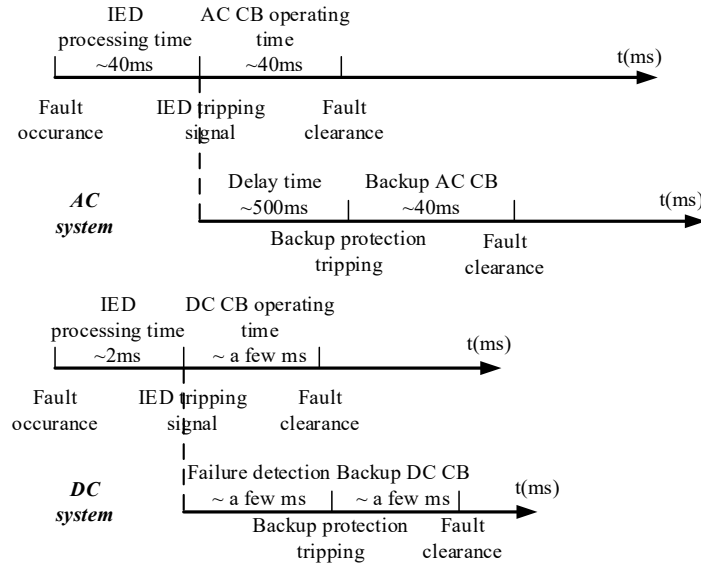 IED
processing time
~40ms
AC CB operating
time
~40ms
t(ms)
Fault
occurance
IED tripping
signal
Fault
clearance
AC
system
Delay time
~500ms
Backup AC CB
~40ms
t(ms)
Backup protection
tripping
Fault
clearance
IED
processing time
~2ms
DC CB operating
time
~ a few ms
t(ms)
Fault
occurance
IED tripping
signal
Fault
clearance
DC
system
Failure detection
~ a few ms
Backup DC CB
~ a few ms
t(ms)
Backup protection
tripping
Fault
clearance